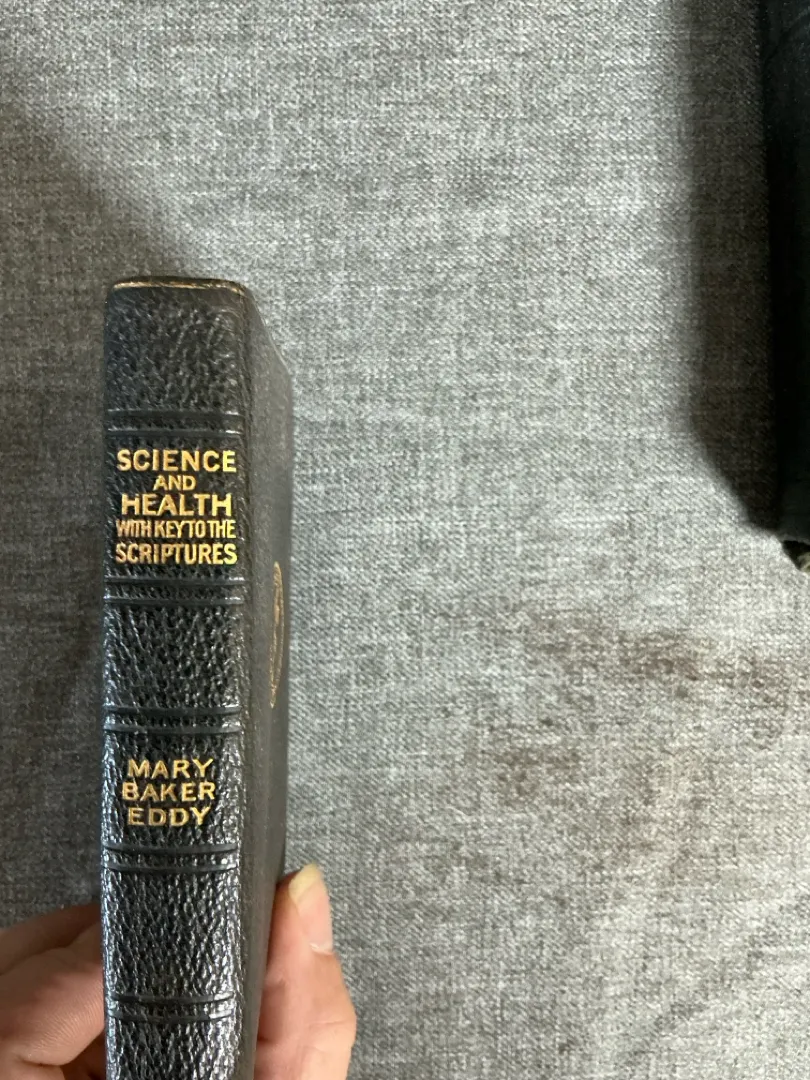 SCIENCE
AND
HEALTH
WITH KEY TO THE
SCRIPTURES
MARY
BAKER
EDDY